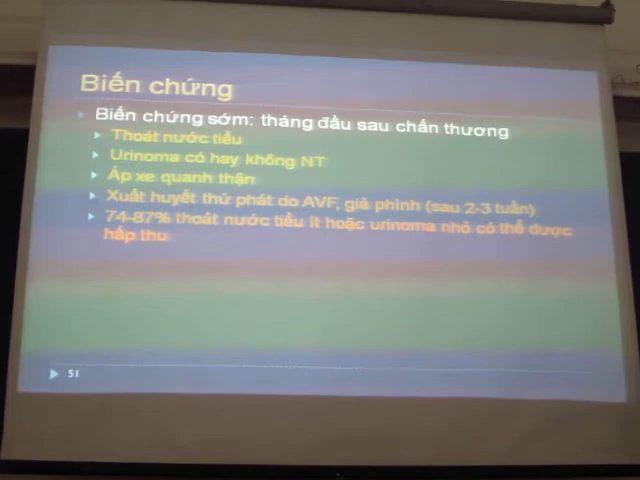 Biến chứng
Biến chứng sớm: tháng đầu sau chấn thương
Thoát nước tiểu
Urinoma có hay không NT
Áp xe quanh thận
Xuất huyết thứ phát do AVF, giả phình (sau 2-3 tuần)
74-87% thoát nước tiểu ít hoặc urinoma nhỏ có thể được
hấp thu
51